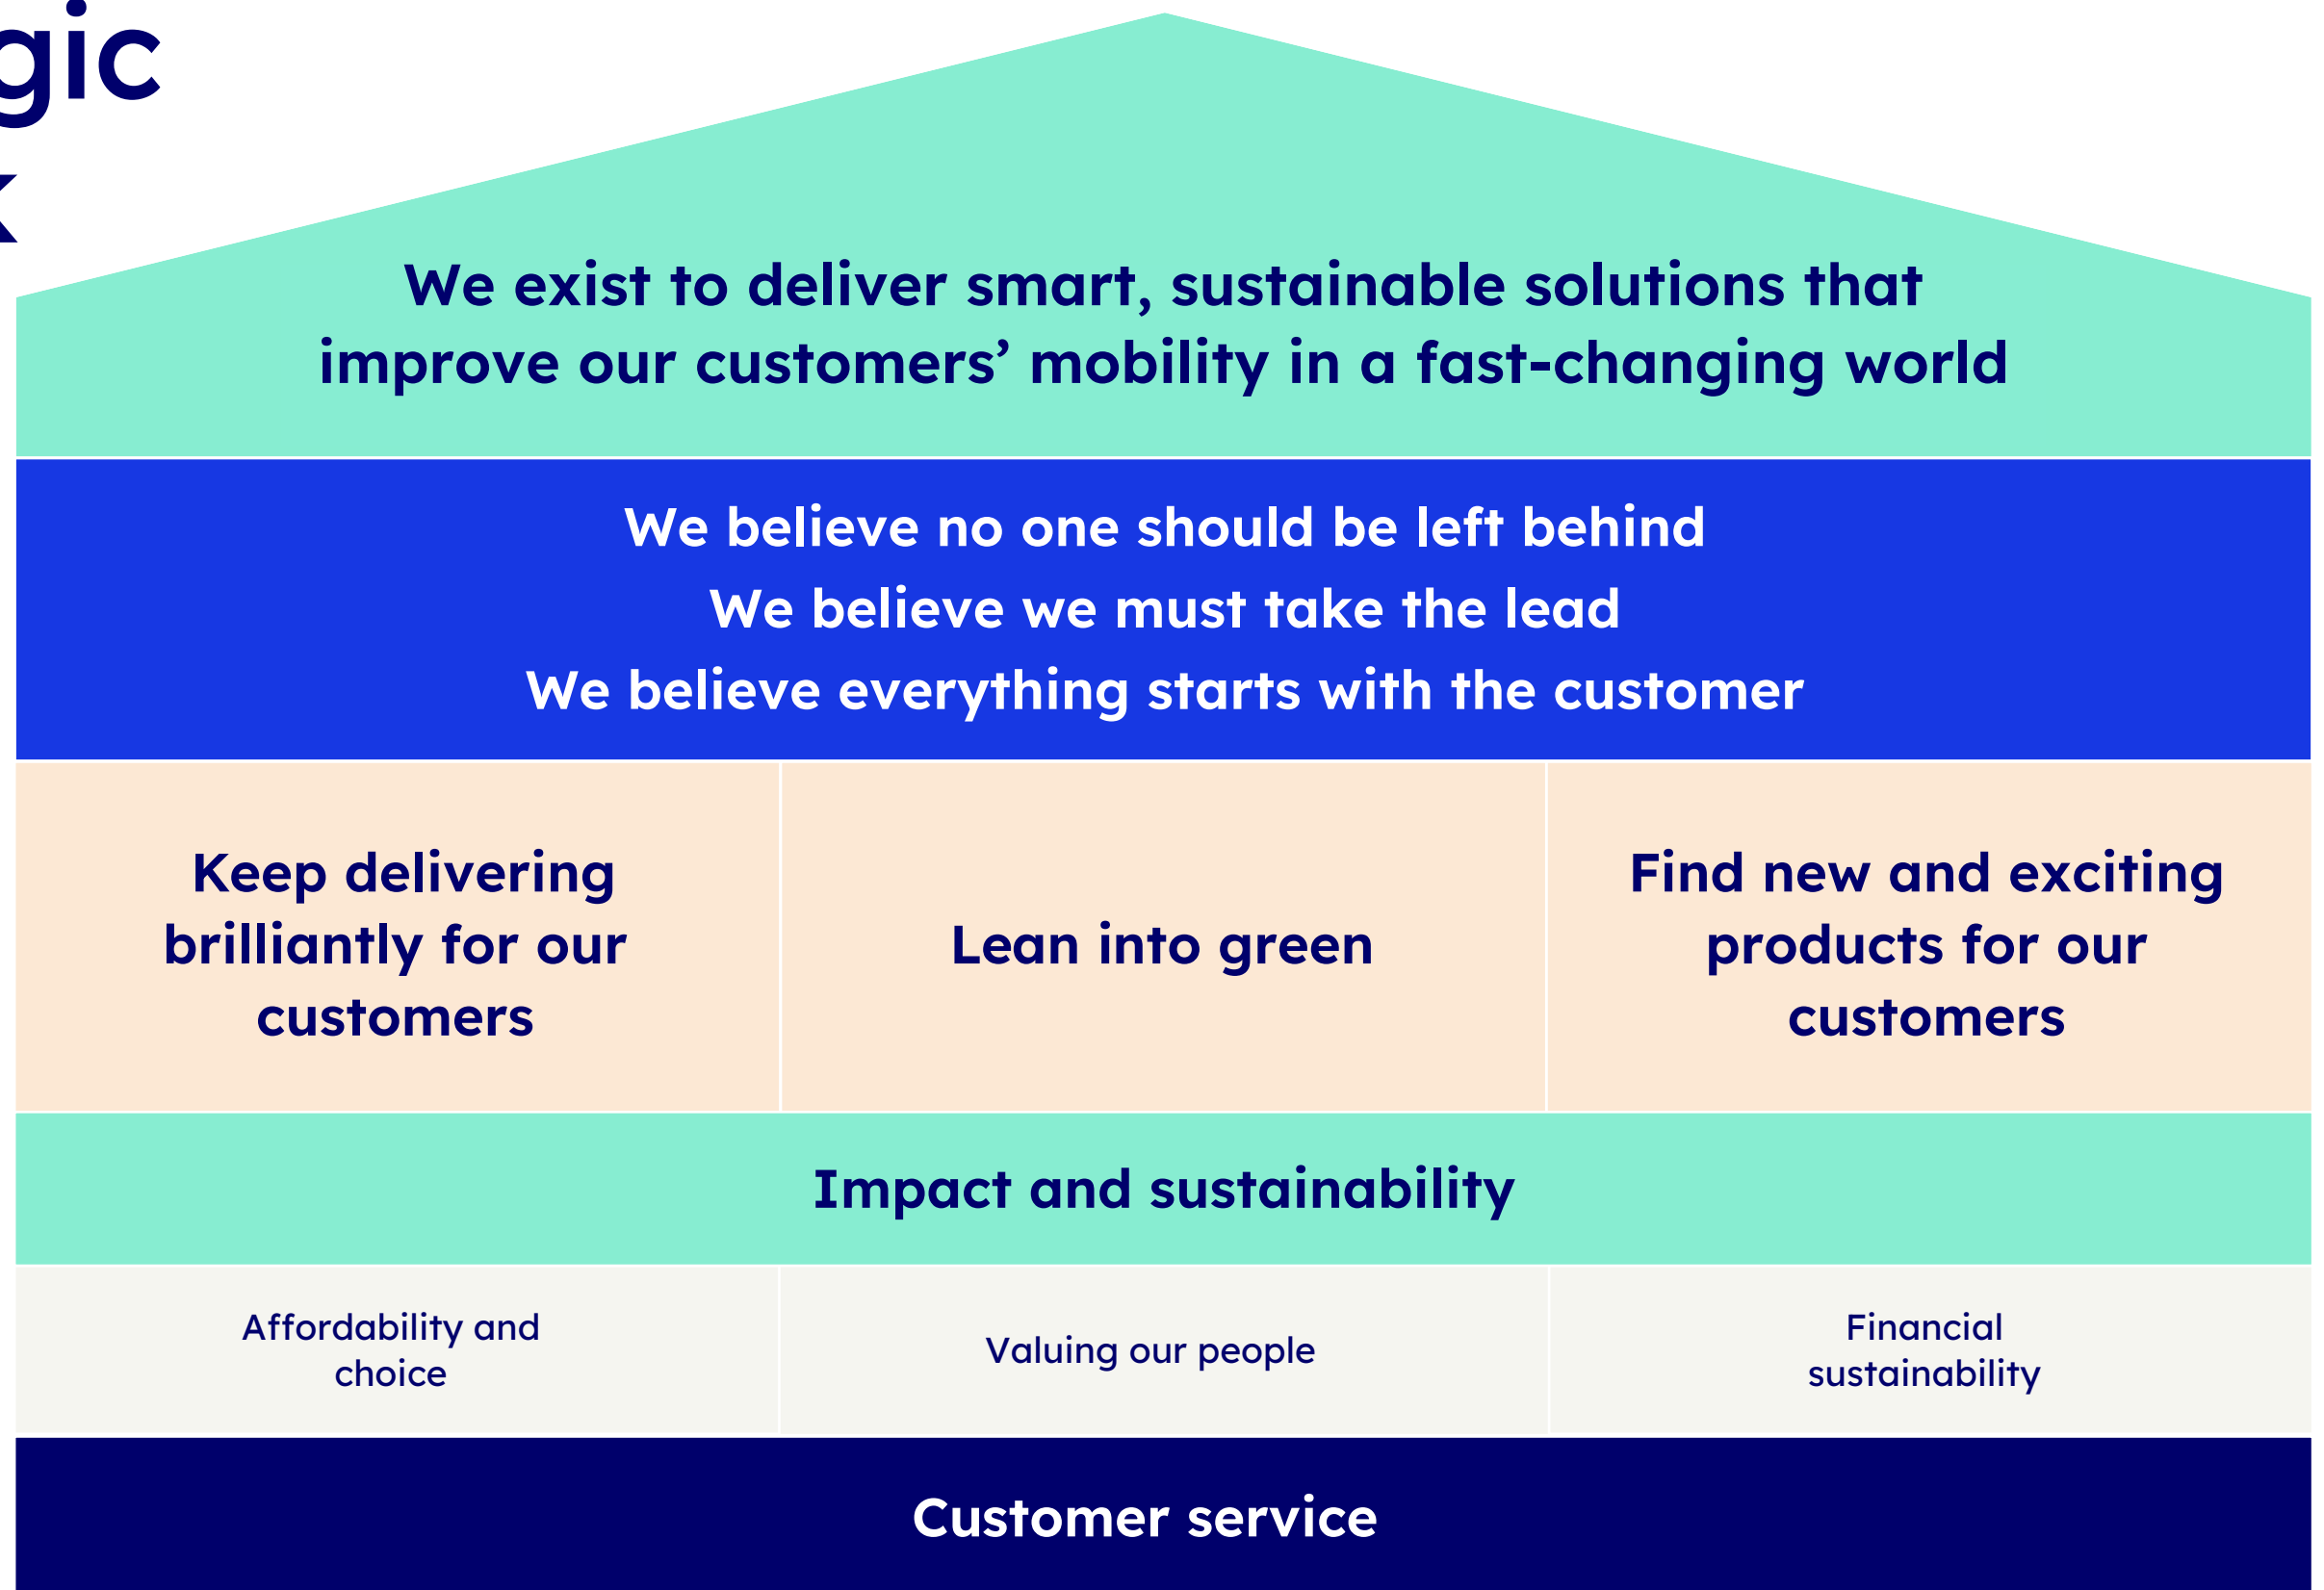 gic
k
We exist to deliver smart, sustainable solutions that
improve our customers’ mobility in a fast-changing world
We believe no one should be left behind
We believe we must take the lead
We believe everything starts with the customer
Keep delivering
brilliantly for our
customers
Lean into green
Find new and exciting
products for our
customers
Impact and sustainability
Affordability and
choice
Valuing our people
Financial
sustainability
Customer service